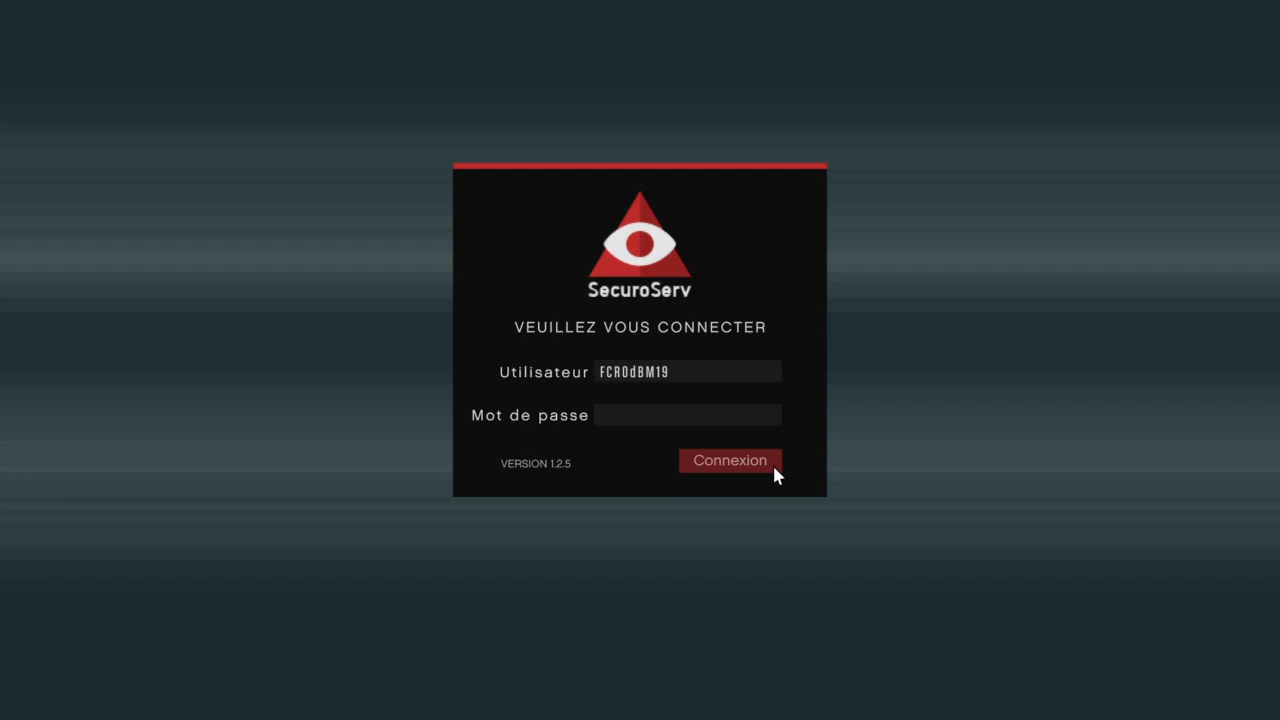 SecuroServ
VEUILLEZ VOUS CONNECTER
Utilisateur FCR0dBM19
Mot de passe
VERSION 1.2.5 Connexion